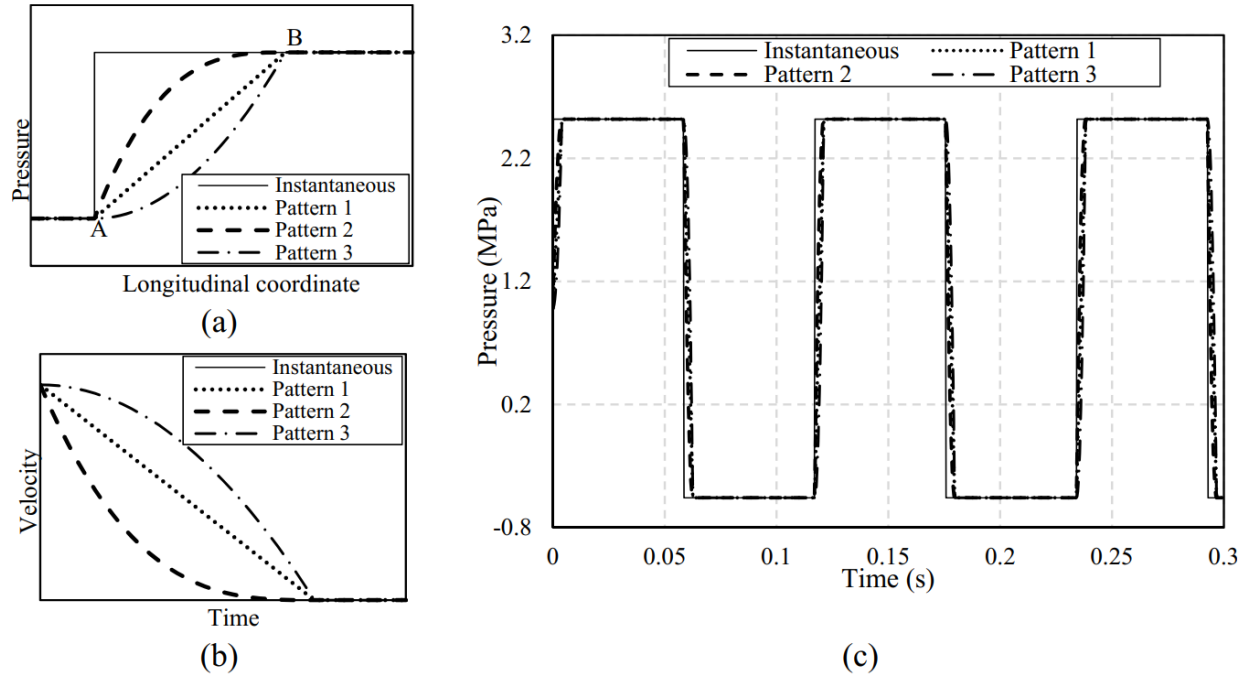 Pressure
A
B
Instantaneous
Pattern 1
Pattern 2
Pattern 3
Longitudinal coordinate
(a)
Velocity
Instantaneous
Pattern 1
Pattern 2
Pattern 3
Time
(b)
Pressure (MPa)
3.2
2.2
1.2
0.2
-0.8
Instantaneous Pattern 1
Pattern 2 Pattern 3
0 0.05 0.1 0.15 0.2 0.25 0.3
Time (s)
(c)